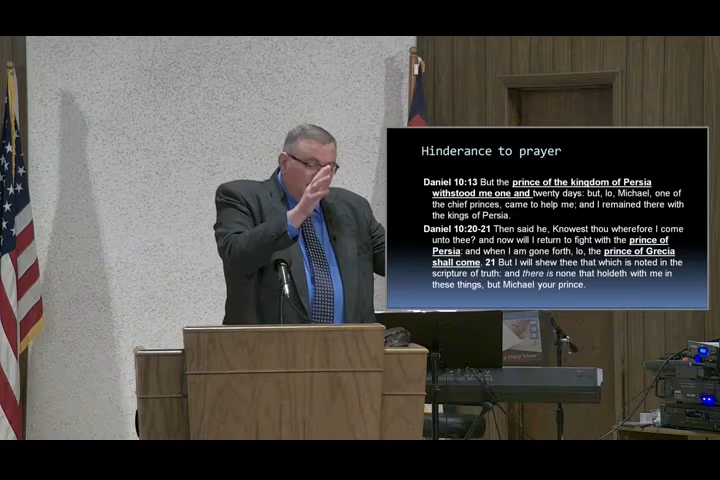 Hinderance to prayer
Daniel 10:13 But the prince of the kingdom of Persia
withstood me one and twenty days: but, lo, Michael, one of
the chief princes, came to help me; and I remained there with
the kings of Persia.
Daniel 10:20-21 Then said he, Knowest thou wherefore I come
unto thee? and now will I return to fight with the prince of
Persia: and when I am gone forth, lo, the prince of Grecia
shall come. 21 But I will shew thee that which is noted in the
scripture of truth: and there is none that holdeth with me in
these things, but Michael your prince.